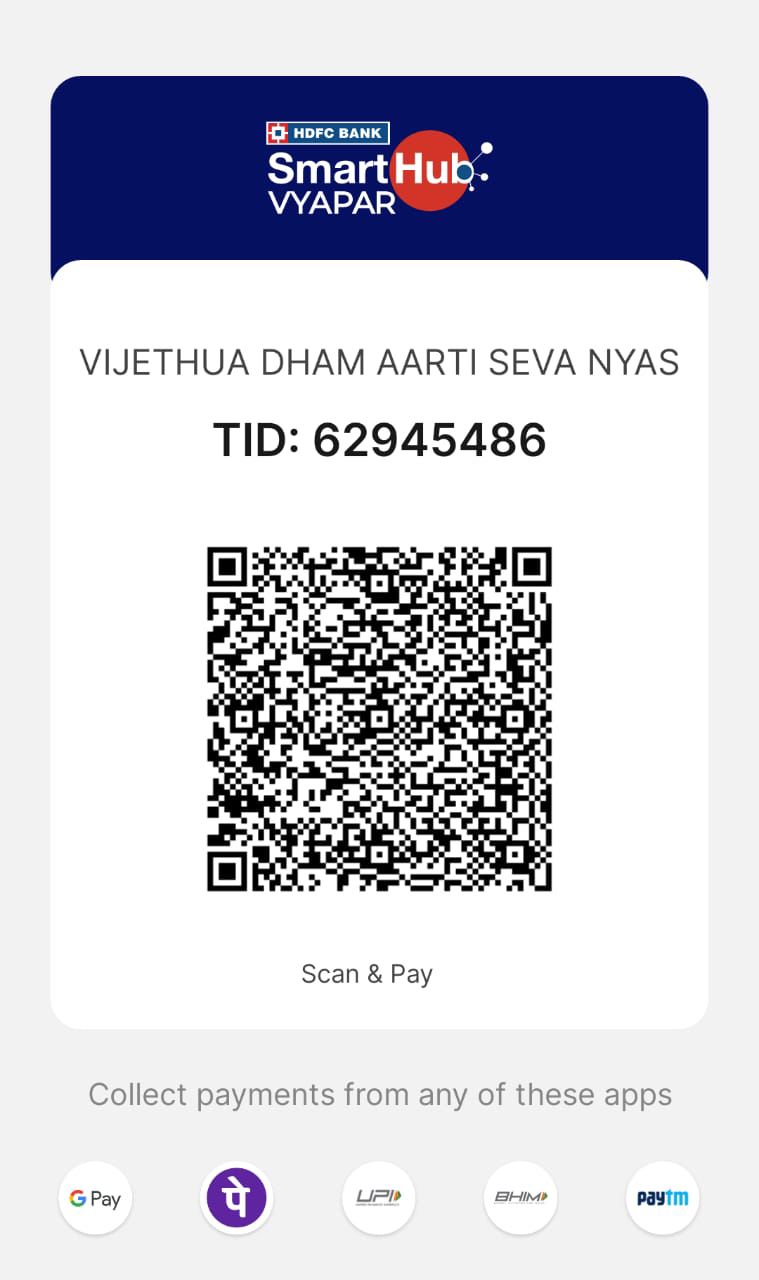 HDFC BANK
SmartHub
VYAPAR
VIJETHUA DHAM AARTI SEVA NYAS
TID: 62945486
Scan & Pay
Collect payments from any of these apps
G Pay
पे
UPI
BHIM
paytm